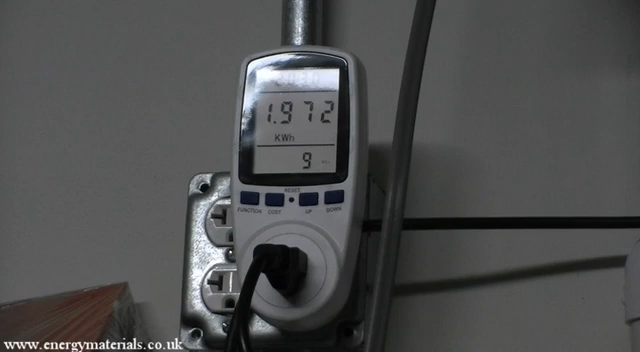 1.972
KWh
9
RESET
FUNCTION COST UP DOWN
www.energymaterials.co.uk